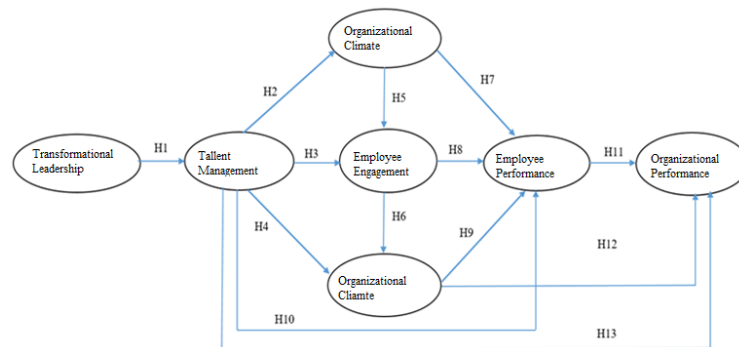 Organizational
Climate
H2
H7
H5
H1
Transformational
Leadership
Tallent
Management
H3
Employee
Engagement
H8
Employee
Performance
H11
Organizational
Performance
H4
H6
H9
H12
Organizational
Cliamte
H10
H13